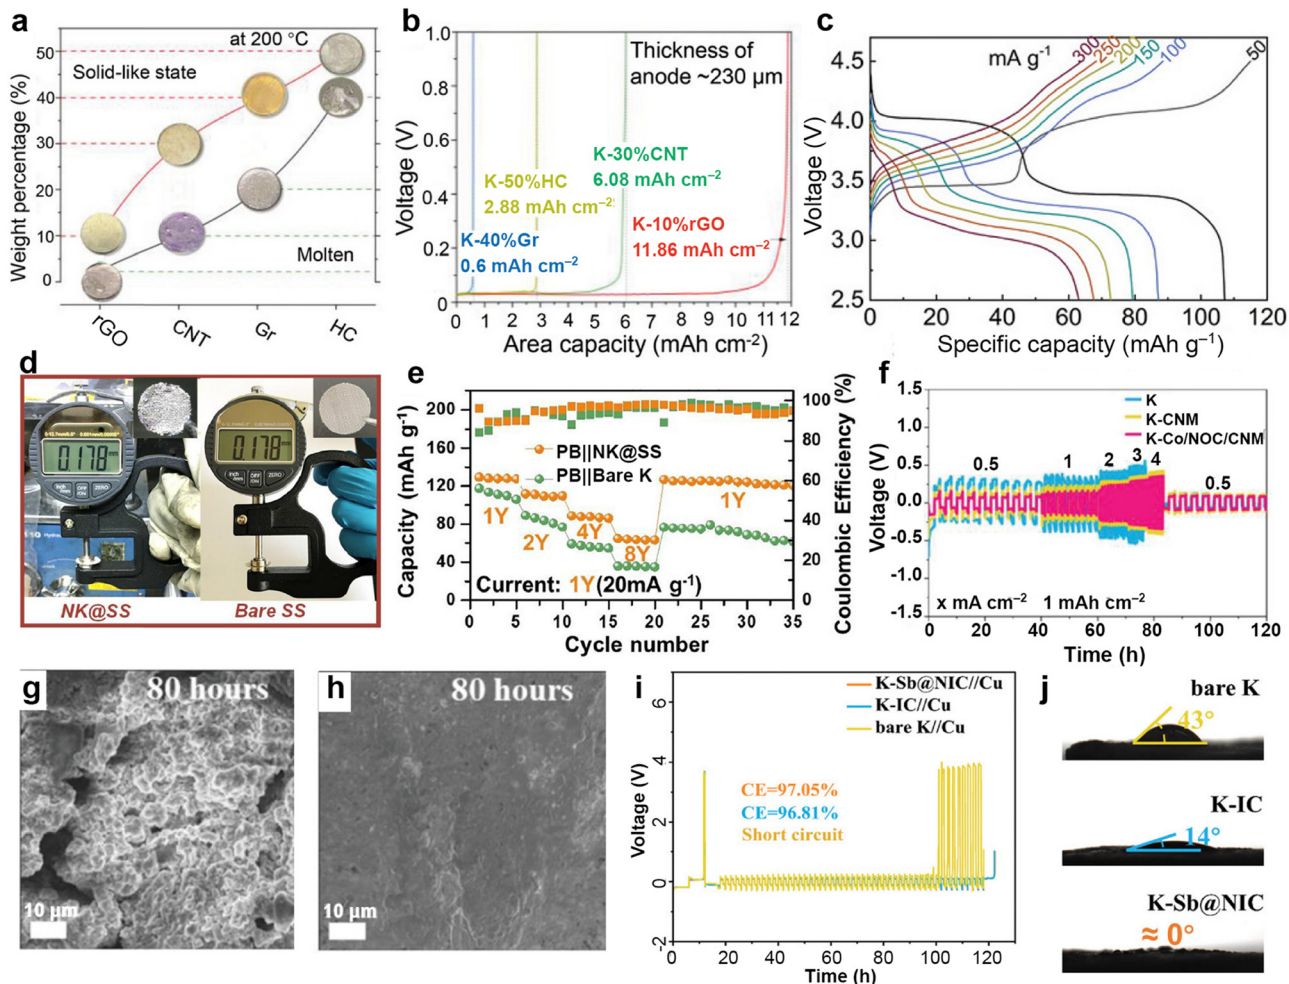 a
Weight percentage (%)
50
40
30
20
10
0
at 200 °C
Solid-like state
Molten
rGO
CNT
Gr
HC
b
Voltage (V)
1.0
0.8
0.6
0.4
0.2
0
Thickness of
anode ~230 μm
K-30%CNT
6.08 mAh cm⁻²
K-50%HC
2.88 mAh cm⁻²
K-10%rGO
11.86 mAh cm⁻²
K-40%Gr
0.6 mAh cm⁻²
0 1 2 3 4 5 6 7 8 9 10 11 12
Area capacity (mAh cm⁻²)
c
Voltage (V)
4.5
4.0
3.5
3.0
2.5
mA g⁻¹
300
250
200
150
100
50
0 20 40 60 80 100 120
Specific capacity (mAh g⁻¹)
d
0.178
0.178
NK@SS
Bare SS
e
Capacity (mAh g⁻¹)
200
160
120
80
40
0
PB||NK@SS
PB||Bare K
1Y
2Y
4Y
8Y
1Y
Current: 1Y(20mA g⁻¹)
0 5 10 15 20 25 30 35
Cycle number
100
80
60
40
20
0
Coulombic Efficiency (%)
f
Voltage (V)
1.5
1.0
0.5
0.0
-0.5
-1.0
-1.5
K
K-CNM
K-Co/NOC/CNM
0.5
1
2
3
4
0.5
x mA cm⁻² 1 mAh cm⁻²
0 20 40 60 80 100 120
Time (h)
g
80 hours
10 μm
h
80 hours
10 μm
i
Voltage (V)
6
4
2
0
-2
K-Sb@NIC//Cu
K-IC//Cu
bare K//Cu
CE=97.05%
CE=96.81%
Short circuit
0 20 40 60 80 100 120
Time (h)
j
bare K
43°
K-IC
14°
K-Sb@NIC
≈ 0°